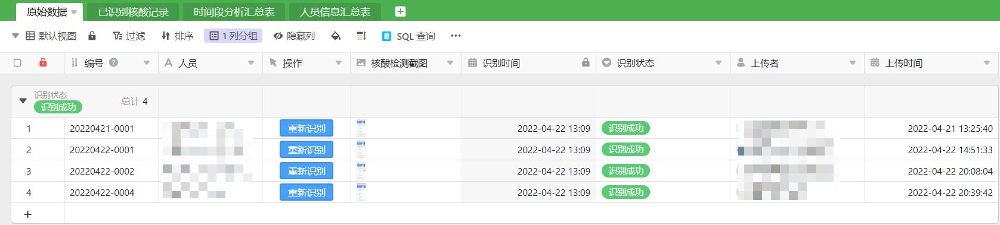 原始数据 已识别核酸记录 时间段分析汇总表 人员信息汇总表
默认视图 过滤 排序 1 列分组 隐藏列 SQL 查询
编号 人员 操作 核酸检测截图 识别时间 识别状态 上传者 上传时间
识别状态
识别成功 总计 4
1 20220421-0001 重新识别 2022-04-22 13:09 识别成功 2022-04-21 13:25:40
2 20220422-0001 重新识别 2022-04-22 13:09 识别成功 2022-04-22 14:51:33
3 20220422-0002 重新识别 2022-04-22 13:09 识别成功 2022-04-22 20:08:04
4 20220422-0004 重新识别 2022-04-22 13:09 识别成功 2022-04-22 20:39:42